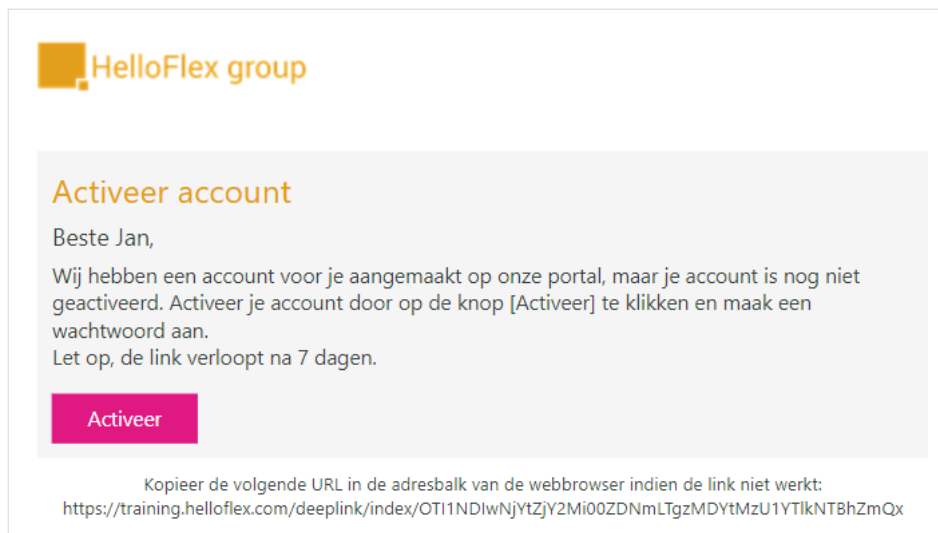 HelloFlex group
Activeer account
Beste Jan,
Wij hebben een account voor je aangemaakt op onze portal, maar je account is nog niet
geactiveerd. Activeer je account door op de knop [Activeer] te klikken en maak een
wachtwoord aan.
Let op, de link verloopt na 7 dagen.
Activeer
Kopieer de volgende URL in de adresbalk van de webbrowser indien de link niet werkt:
https://training.helloflex.com/deeplink/index/OTI1NDIwNjYtZjY2Mi00ZDNmLTgzMDYtMzU1YTlkNTBhZmQx